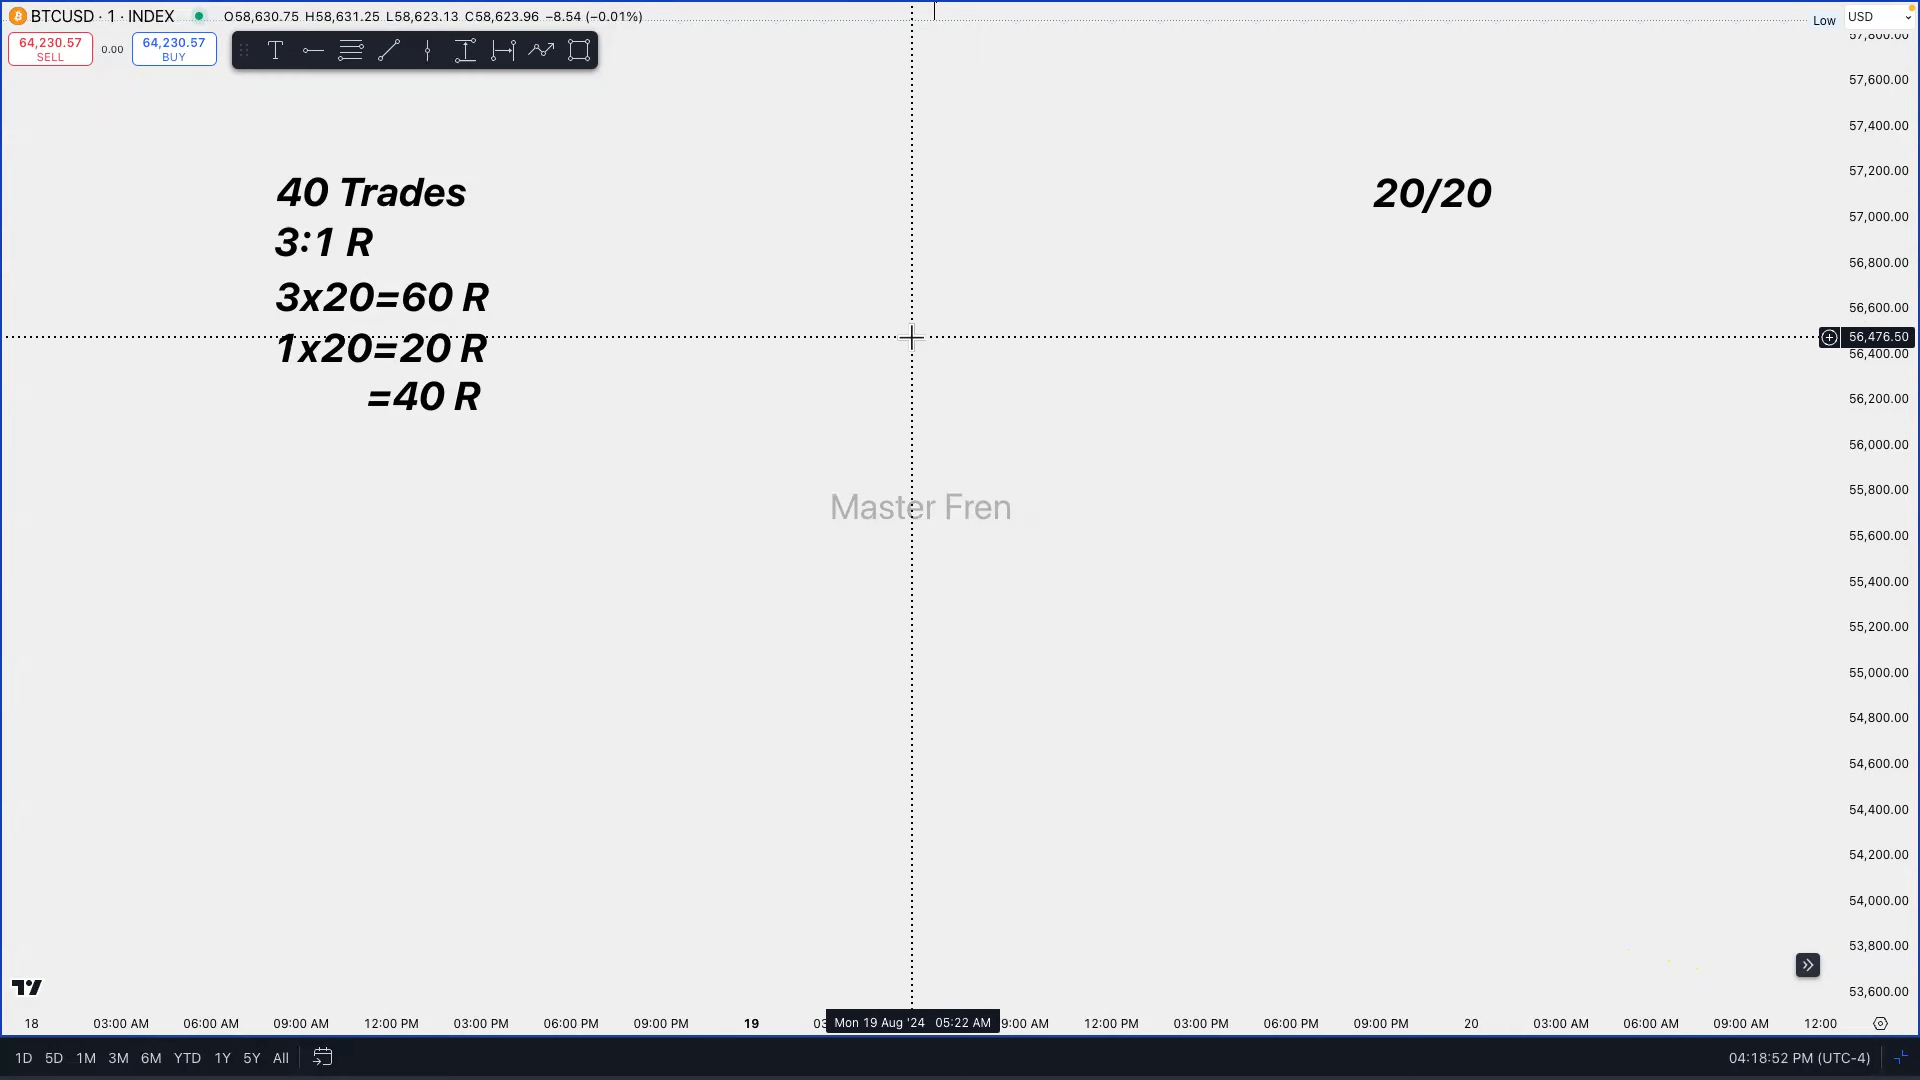 BTCUSD · 1 · INDEX O58,630.75 H58,631.25 L58,623.13 C58,623.96 −8.54 (−0.01%)
Low
USD
64,230.57
SELL
0.00
64,230.57
BUY
57,800.00
57,600.00
57,400.00
57,200.00
57,000.00
56,800.00
56,600.00
56,476.50
56,400.00
56,200.00
56,000.00
55,800.00
55,600.00
55,400.00
55,200.00
55,000.00
54,800.00
54,600.00
54,400.00
54,200.00
54,000.00
53,800.00
53,600.00
40 Trades
3:1 R
3x20=60 R
1x20=20 R
=40 R
20/20
Master Fren
18 03:00 AM 06:00 AM 09:00 AM 12:00 PM 03:00 PM 06:00 PM 09:00 PM 19 Mon 19 Aug '24 05:22 AM 9:00 AM 12:00 PM 03:00 PM 06:00 PM 09:00 PM 20 03:00 AM 06:00 AM 09:00 AM 12:00
1D 5D 1M 3M 6M YTD 1Y 5Y All
04:18:52 PM (UTC-4)